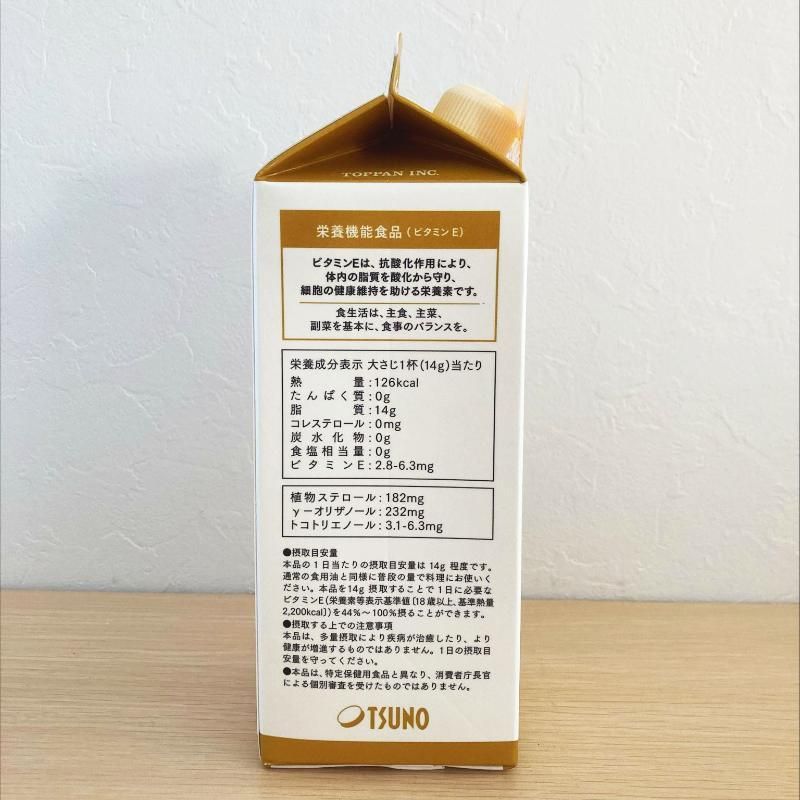 TOPPAN INC.
栄養機能食品(ビタミンE)
ビタミンEは、抗酸化作用により、
体内の脂質を酸化から守り、
細胞の健康維持を助ける栄養素です。
食生活は、主食、主菜、
副菜を基本に、食事のバランスを。
栄養成分表示 大さじ1杯(14g)当たり
熱量:126kcal
たんぱく質:0g
脂質:14g
コレステロール:0mg
炭水化物:0g
食塩相当量:0g
ビタミンE:2.8-6.3mg
植物ステロール:182mg
γーオリザノール:232mg
トコトリエノール:3.1-6.3mg
●摂取目安量
本品の1日当たりの摂取目安量は14g 程度です。
通常の食用油と同様に普段の量で料理にお使いく
ださい。本品を14g 摂取することで1日に必要な
ビタミンE(栄養素等表示基準値〔18歳以上、基準熱量
2,200kcal〕)を44%〜100%摂ることができます。
●摂取する上での注意事項
本品は、多量摂取により疾病が治癒したり、より
健康が増進するものではありません。1日の摂取目
安量を守ってください。
●本品は、特定保健用食品と異なり、消費者庁長官
による個別審査を受けたものではありません。
TSUNO